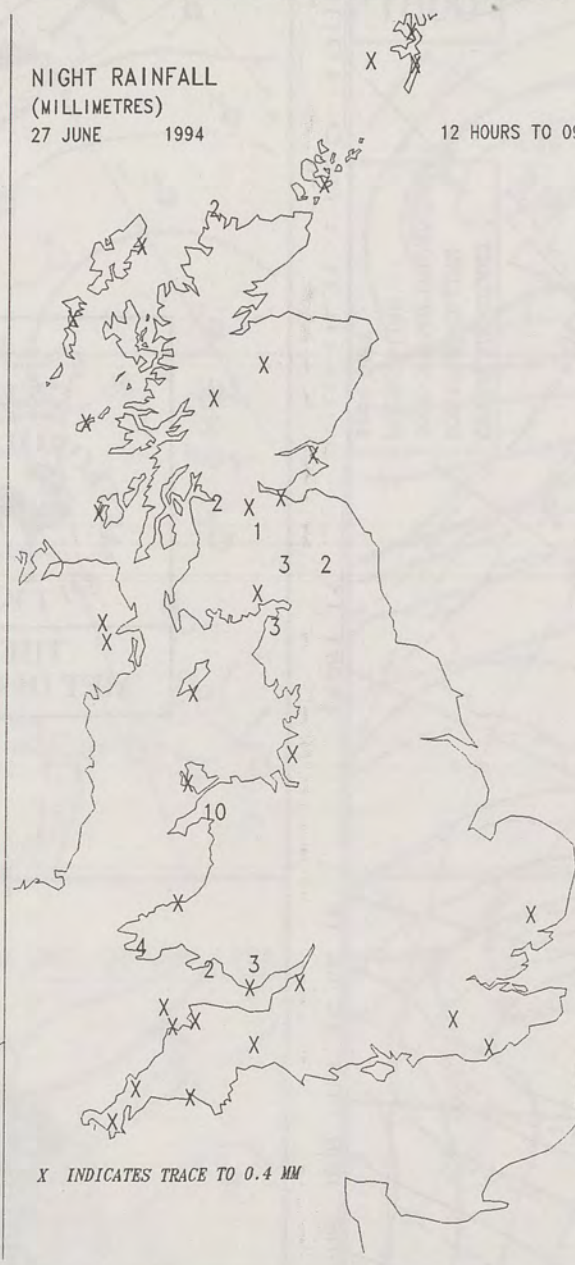 NIGHT RAINFALL
(MILLIMETRES)
27 JUNE 1994 12 HOURS TO 09
X
X
X
2
X
X
X
X
X
X
2
X
X
X
1
3 2
X
3
X
X
X
X
X
10
X
X
4
2
3
X
X
X
X
X
X
X
X
X
X
X
X INDICATES TRACE TO 0.4 MM